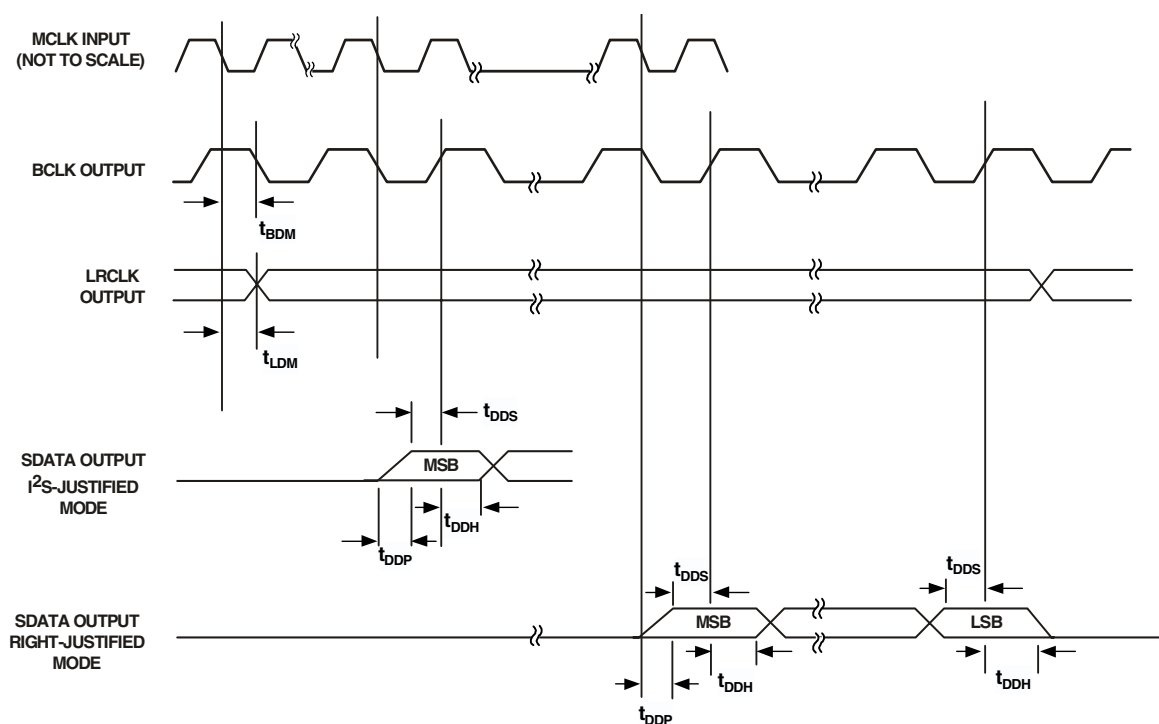 MCLK INPUT
(NOT TO SCALE)
BCLK OUTPUT
tBDM
LRCLK
OUTPUT
tLDM
tDDS
SDATA OUTPUT
I2S-JUSTIFIED
MODE
MSB
tDDH
tDDP
tDDS
tDDS
SDATA OUTPUT
RIGHT-JUSTIFIED
MODE
MSB
LSB
tDDH
tDDH
tDDP